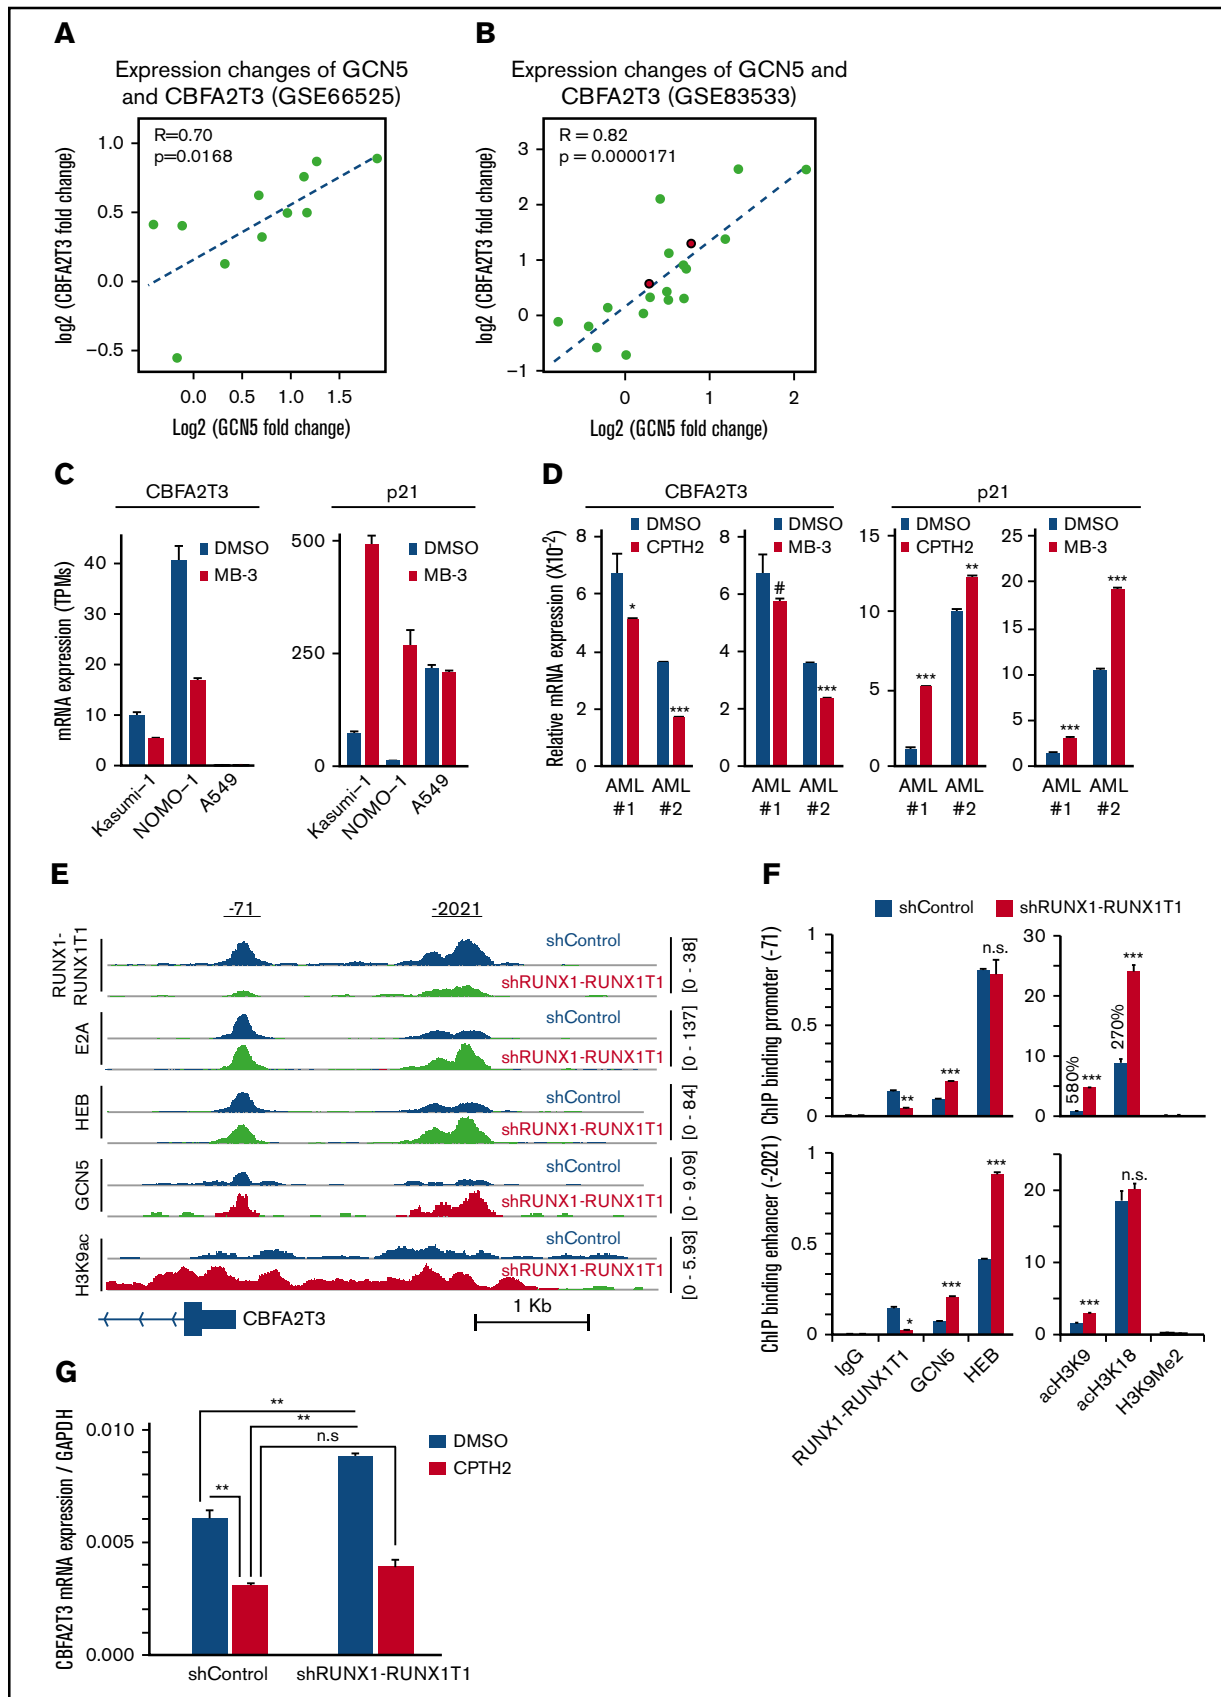 A
Expression changes of GCN5
and CBFA2T3 (GSE66525)
R=0.70
p=0.0168
log2 (CBFA2T3 fold change)
1.0
0.5
0.0
−0.5
0.0 0.5 1.0 1.5
Log2 (GCN5 fold change)
B
Expression changes of GCN5 and
CBFA2T3 (GSE83533)
R = 0.82
p = 0.0000171
log2 (CBFA2T3 fold change)
3
2
1
0
−1
0 1 2
Log2 (GCN5 fold change)
C
CBFA2T3
DMSO
MB-3
mRNA expression (TPMs)
40
30
20
10
0
Kasumi−1
NOMO−1
A549
p21
DMSO
MB-3
500
250
0
Kasumi−1
NOMO−1
A549
D
CBFA2T3
Relative mRNA expression (X10⁻²)
DMSO
CPTH2
8
6
4
2
0
*
***
AML AML
#1 #2
DMSO
MB-3
8
6
4
2
0
#
***
AML AML
#1 #2
p21
DMSO
CPTH2
15
10
5
0
***
**
AML AML
#1 #2
DMSO
MB-3
25
20
15
10
5
0
***
***
AML AML
#1 #2
E
-71 -2021
RUNX1-
RUNX1T1
shControl
shRUNX1-RUNX1T1
[0 - 38]
E2A
shControl
shRUNX1-RUNX1T1
[0 - 137]
HEB
shControl
shRUNX1-RUNX1T1
[0 - 84]
GCN5
shControl
shRUNX1-RUNX1T1
[0 - 9.09]
H3K9ac
shControl
shRUNX1-RUNX1T1
[0 - 5.93]
CBFA2T3
1 Kb
F
shControl shRUNX1-RUNX1T1
ChIP binding promoter (-71)
1
0.5
0
**
***
n.s.
30
20
10
0
580%
***
270%
***
ChIP binding enhancer (-2021)
1
0.5
0
*
***
***
IgG
RUNX1-RUNX1T1
GCN5
HEB
20
10
0
***
n.s.
acH3K9
acH3K18
H3K9Me2
G
CBFA2T3 mRNA expression / GAPDH
0.010
0.005
0.000
**
**
n.s
**
DMSO
CPTH2
shControl shRUNX1-RUNX1T1